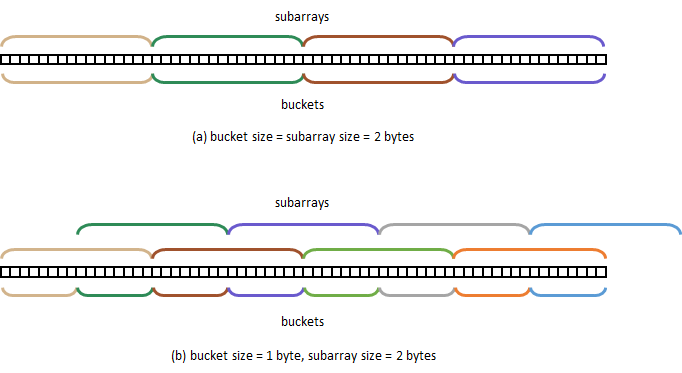 subarrays
buckets
(a) bucket size = subarray size = 2 bytes
subarrays
buckets
(b) bucket size = 1 byte, subarray size = 2 bytes